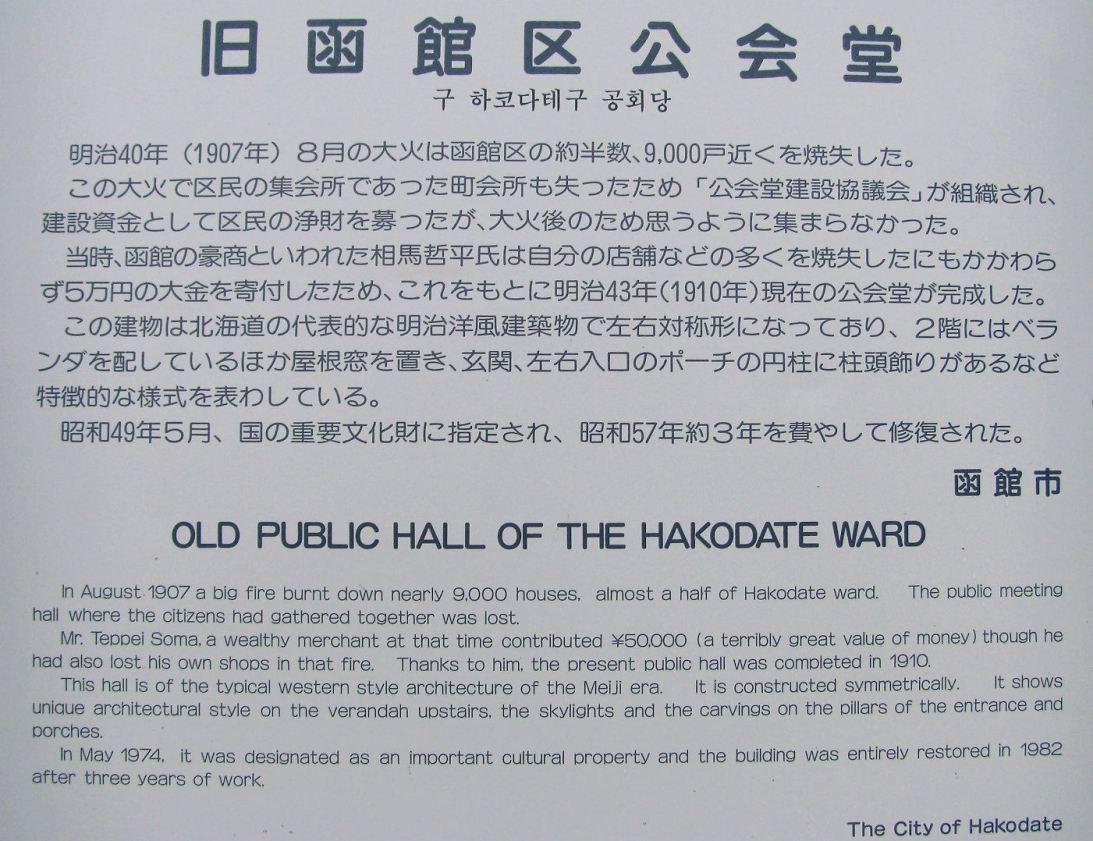 旧函館区公会堂
구 하코다테구 공회당
明治40年（1907年）８月の大火は函館区の約半数、9,000戸近くを焼失した。
この大火で区民の集会所であった町会所も失ったため「公会堂建設協議会」が組織され、
建設資金として区民の浄財を募ったが、大火後のため思うように集まらなかった。
当時、函館の豪商といわれた相馬哲平氏は自分の店舗などの多くを焼失したにもかかわら
ず5万円の大金を寄付したため、これをもとに明治43年（1910年）現在の公会堂が完成した。
この建物は北海道の代表的な明治洋風建築物で左右対称形になっており、２階にはベラ
ンダを配しているほか屋根窓を置き、玄関、左右入口のポーチの円柱に柱頭飾りがあるなど
特徴的な様式を表わしている。
昭和49年５月、国の重要文化財に指定され、昭和57年約３年を費やして修復された。
函館市
OLD PUBLIC HALL OF THE HAKODATE WARD
In August 1907 a big fire burnt down nearly 9,000 houses, almost a half of Hakodate ward. The public meeting
hall where the citizens had gathered together was lost.
Mr. Teppei Soma, a wealthy merchant at that time contributed ¥50,000 (a terribly great value of money) though he
had also lost his own shops in that fire. Thanks to him, the present public hall was completed in 1910.
This hall is of the typical western style architecture of the Meiji era. It is constructed symmetrically. It shows
unique architectural style on the verandah upstairs, the skylights and the carvings on the pillars of the entrance and
porches.
In May 1974, it was designated as an important cultural property and the building was entirely restored in 1982
after three years of work.
The City of Hakodate